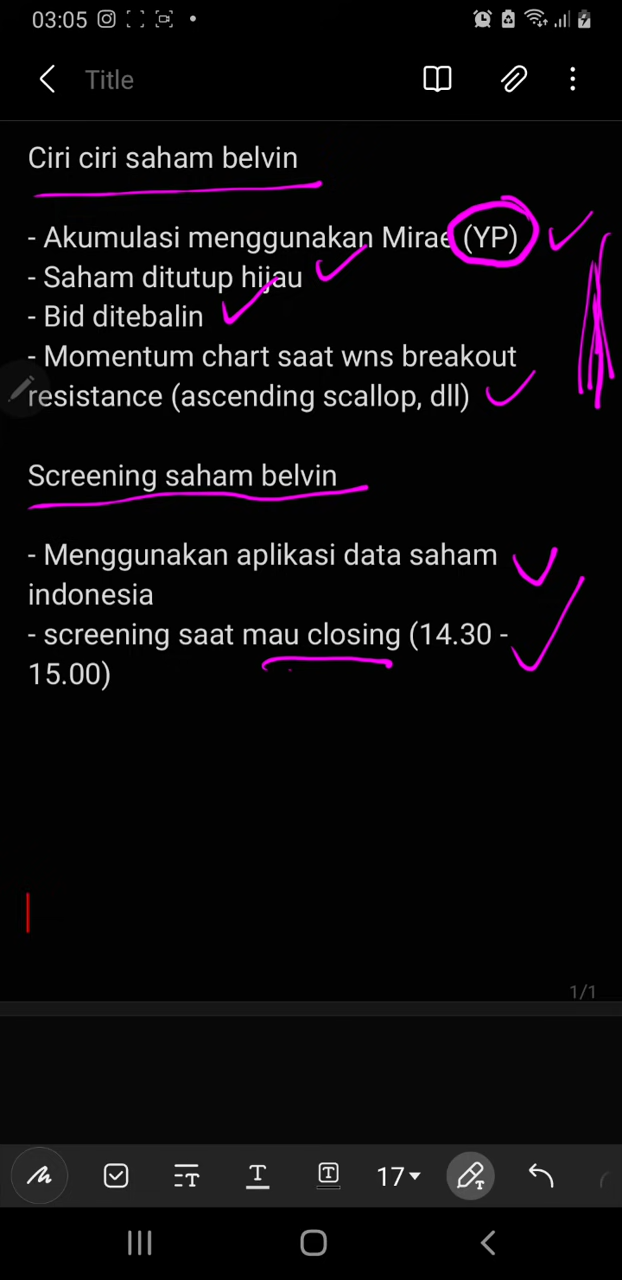 03:05
Title
Ciri ciri saham belvin
- Akumulasi menggunakan Mirae (YP)
- Saham ditutup hijau
- Bid ditebalin
- Momentum chart saat wns breakout
resistance (ascending scallop, dll)
Screening saham belvin
- Menggunakan aplikasi data saham
indonesia
- screening saat mau closing (14.30 -
15.00)
1/1
17